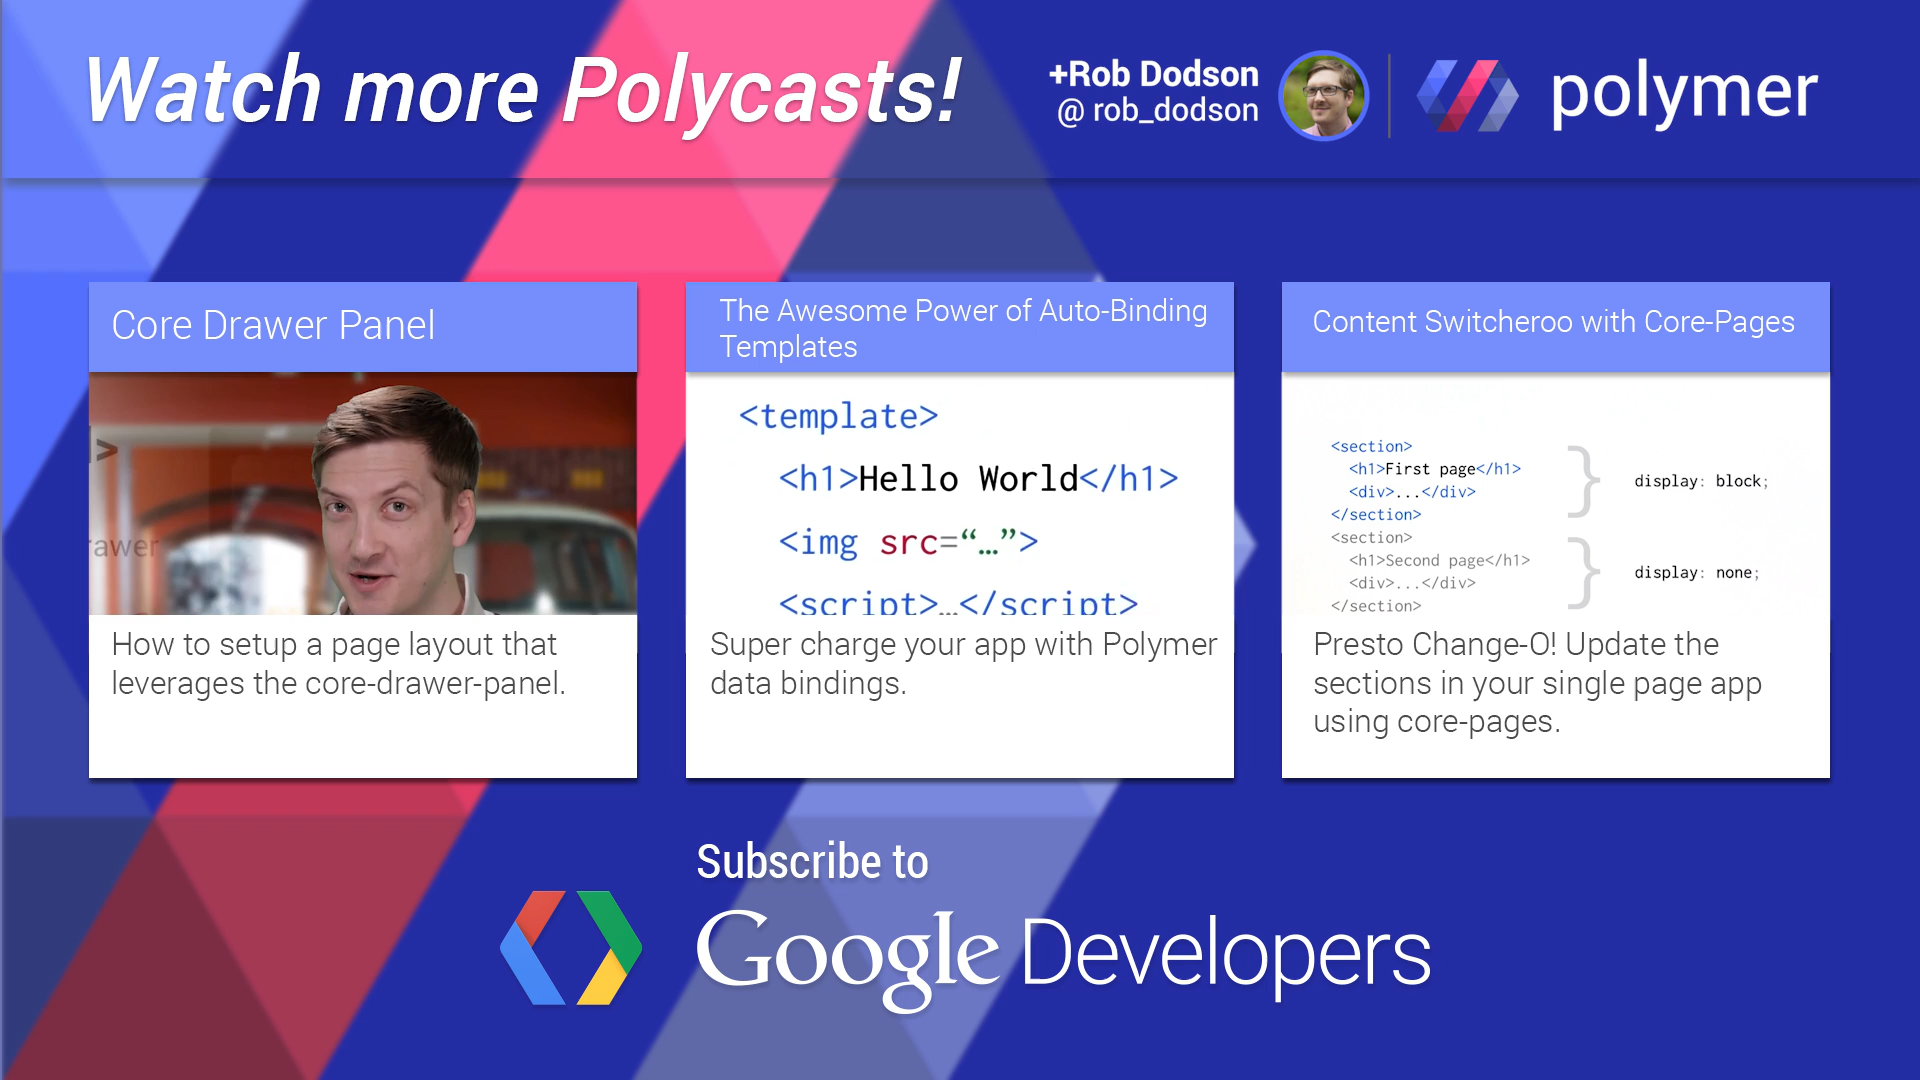 Watch more Polycasts!
+Rob Dodson
@ rob_dodson
polymer
Core Drawer Panel
How to setup a page layout that
leverages the core-drawer-panel.
The Awesome Power of Auto-Binding
Templates
<template>
<h1>Hello World</h1>
<img src=“…”>
<script>…</script>
Super charge your app with Polymer
data bindings.
Content Switcheroo with Core-Pages
<section>
<h1>First page</h1>
<div>...</div>
</section>
display: block;
<section>
<h1>Second page</h1>
<div>...</div>
</section>
display: none;
Presto Change-O! Update the
sections in your single page app
using core-pages.
Subscribe to
Google Developers